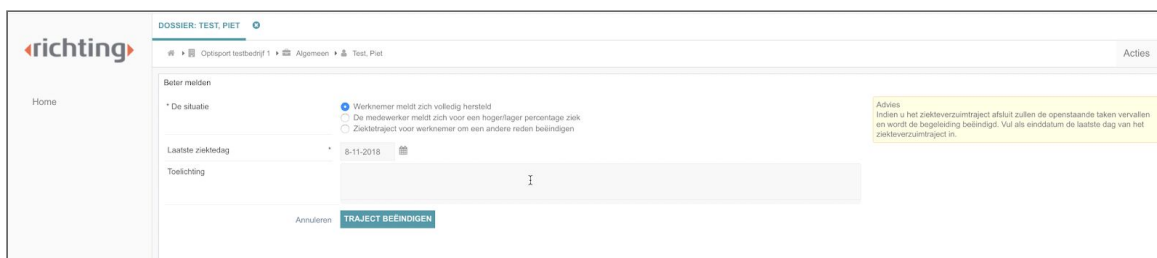 DOSSIER: TEST, PIET
richting
Optisport testbedrijf 1 Algemeen Test, Piet
Acties
Home
Beter melden
* De situatie
Werknemer meldt zich volledig hersteld
De medewerker meldt zich voor een hoger/lager percentage ziek
Ziektetraject voor werknemer om een andere reden beëindigen
Advies
Indien u het ziekteverzuimtraject afsluit zullen de openstaande taken vervallen
en wordt de begeleiding beëindigd. Vul als einddatum de laatste dag van het
ziekteverzuimtraject in.
Laatste ziektedag *
8-11-2018
Toelichting
Annuleren
TRAJECT BEËINDIGEN